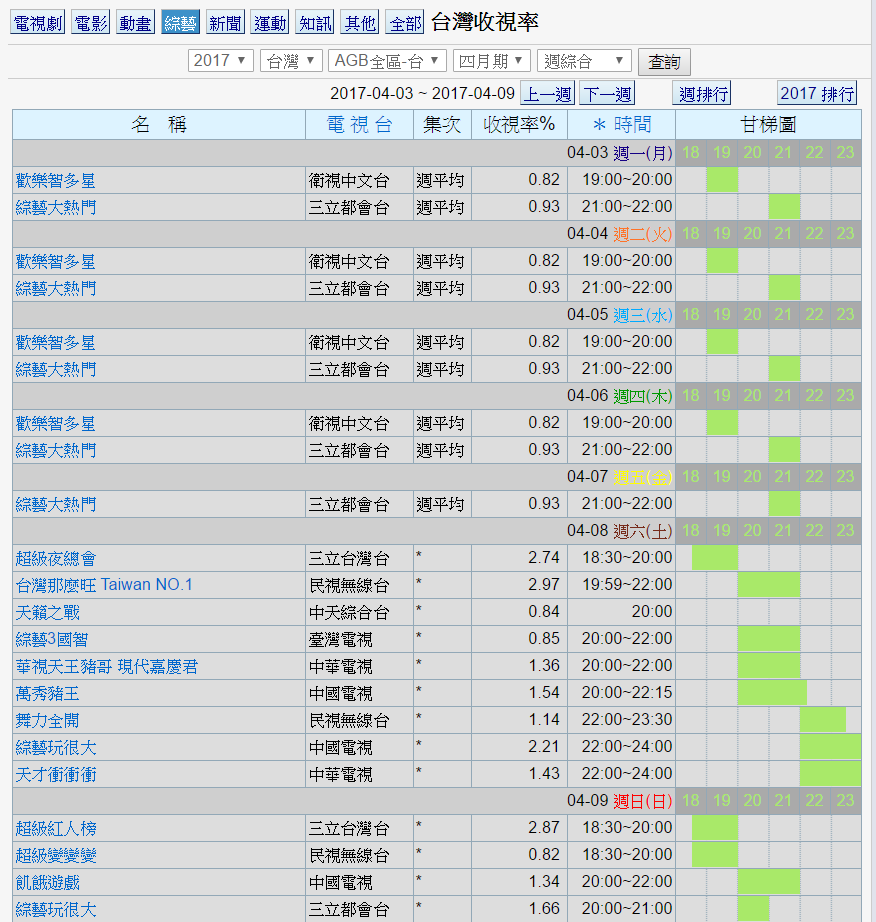 電視劇 電影 動畫 綜藝 新聞 運動 知訊 其他 全部 台灣收視率
2017 台灣 AGB全區-台 四月期 週綜合 查詢
2017-04-03 ~ 2017-04-09 上一週 下一週 週排行 2017 排行
名 稱 電 視 台 集次 收視率% ＊ 時間 甘梯圖
04-03 週一(月) 18 19 20 21 22 23
歡樂智多星 衛視中文台 週平均 0.82 19:00~20:00
綜藝大熱門 三立都會台 週平均 0.93 21:00~22:00
04-04 週二(火) 18 19 20 21 22 23
歡樂智多星 衛視中文台 週平均 0.82 19:00~20:00
綜藝大熱門 三立都會台 週平均 0.93 21:00~22:00
04-05 週三(水) 18 19 20 21 22 23
歡樂智多星 衛視中文台 週平均 0.82 19:00~20:00
綜藝大熱門 三立都會台 週平均 0.93 21:00~22:00
04-06 週四(木) 18 19 20 21 22 23
歡樂智多星 衛視中文台 週平均 0.82 19:00~20:00
綜藝大熱門 三立都會台 週平均 0.93 21:00~22:00
04-07 週五(金) 18 19 20 21 22 23
綜藝大熱門 三立都會台 週平均 0.93 21:00~22:00
04-08 週六(土) 18 19 20 21 22 23
超級夜總會 三立台灣台 * 2.74 18:30~20:00
台灣那麼旺 Taiwan NO.1 民視無線台 * 2.97 19:59~22:00
天籟之戰 中天綜合台 * 0.84 20:00
綜藝3國智 臺灣電視 * 0.85 20:00~22:00
華視天王豬哥 現代嘉慶君 中華電視 * 1.36 20:00~22:00
萬秀豬王 中國電視 * 1.54 20:00~22:15
舞力全開 民視無線台 * 1.14 22:00~23:30
綜藝玩很大 中國電視 * 2.21 22:00~24:00
天才衝衝衝 中華電視 * 1.43 22:00~24:00
04-09 週日(日) 18 19 20 21 22 23
超級紅人榜 三立台灣台 * 2.87 18:30~20:00
超級變變變 民視無線台 * 0.82 18:30~20:00
飢餓遊戲 中國電視 * 1.34 20:00~22:00
綜藝玩很大 三立都會台 * 1.66 20:00~21:00